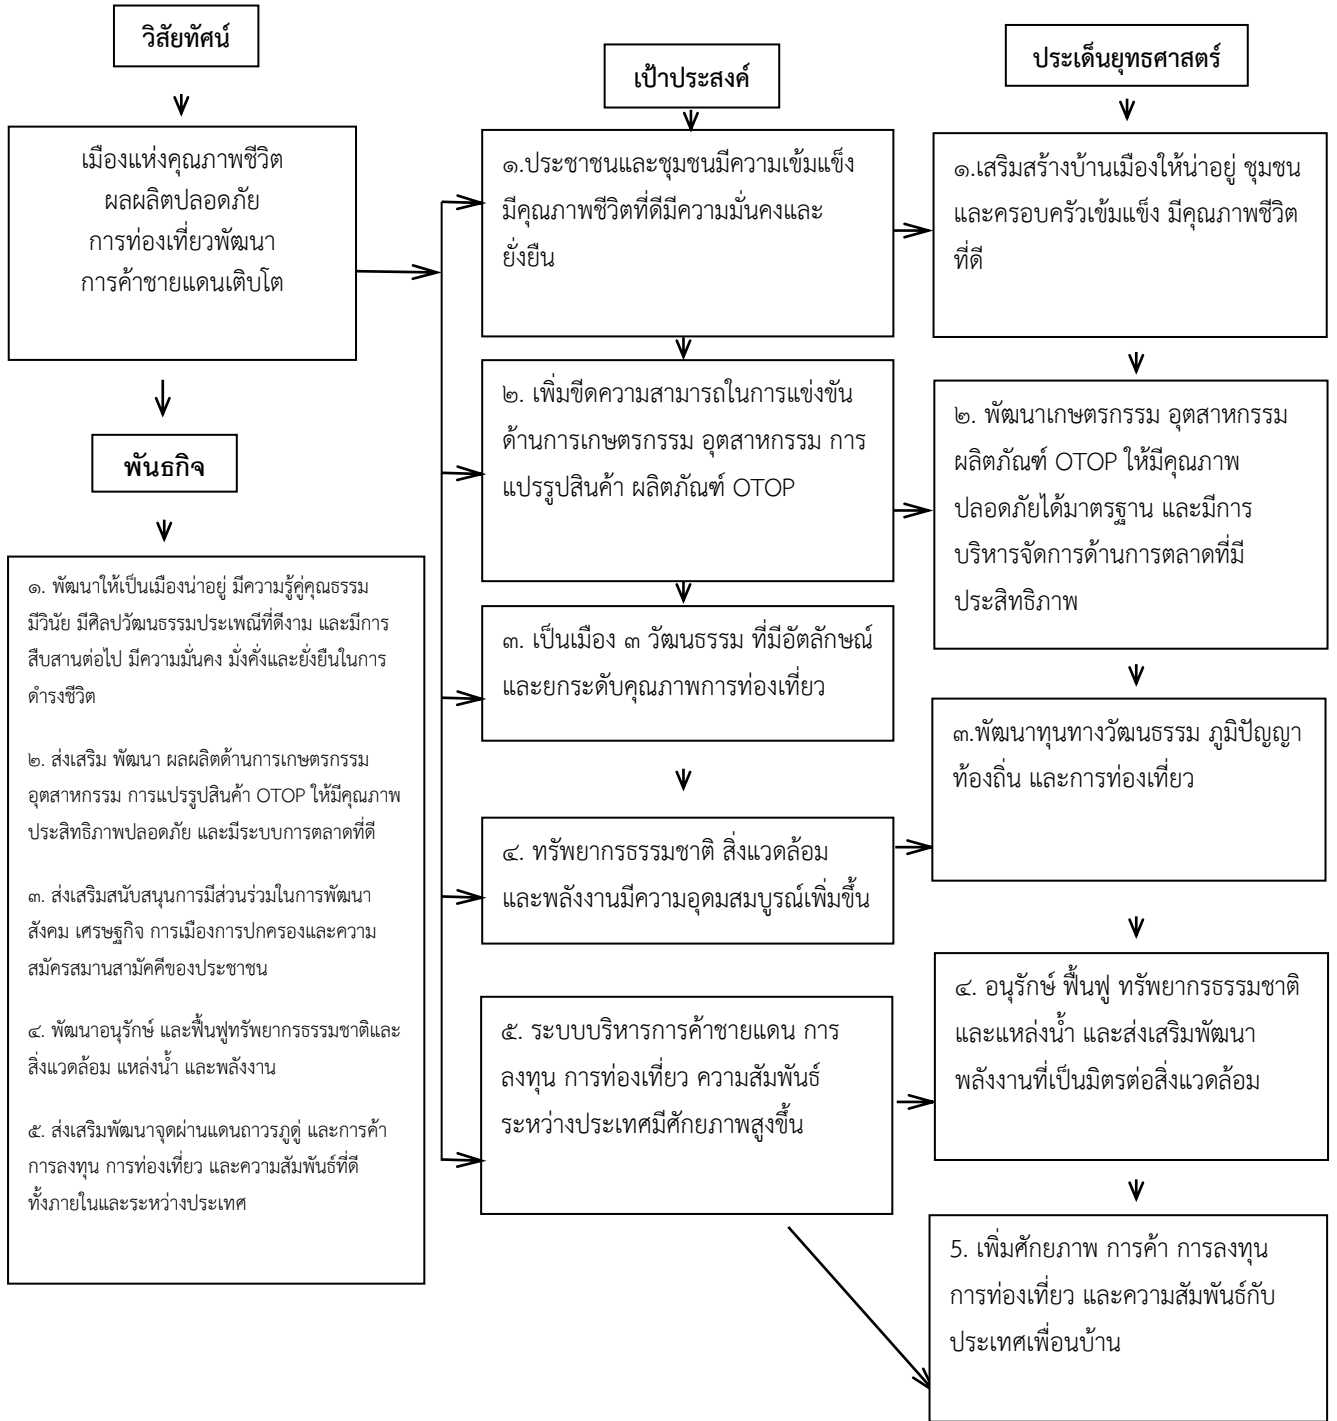 วิสัยทัศน์
เมืองแห่งคุณภาพชีวิต
ผลผลิตปลอดภัย
การท่องเที่ยวพัฒนา
การค้าชายแดนเติบโต
พันธกิจ
๑. พัฒนาให้เป็นเมืองน่าอยู่ มีความรู้คู่คุณธรรม
มีวินัย มีศิลปวัฒนธรรมประเพณีที่ดีงาม และมีการ
สืบสานต่อไป มีความมั่นคง มั่งคั่งและยั่งยืนในการ
ดำรงชีวิต
๒. ส่งเสริม พัฒนา ผลผลิตด้านการเกษตรกรรม
อุตสาหกรรม การแปรรูปสินค้า OTOP ให้มีคุณภาพ
ประสิทธิภาพปลอดภัย และมีระบบการตลาดที่ดี
๓. ส่งเสริมสนับสนุนการมีส่วนร่วมในการพัฒนา
สังคม เศรษฐกิจ การเมืองการปกครองและความ
สมัครสมานสามัคคีของประชาชน
๔. พัฒนาอนุรักษ์ และฟื้นฟูทรัพยากรธรรมชาติและ
สิ่งแวดล้อม แหล่งน้ำ และพลังงาน
๕. ส่งเสริมพัฒนาจุดผ่านแดนถาวรภูดู่ และการค้า
การลงทุน การท่องเที่ยว และความสัมพันธ์ที่ดี
ทั้งภายในและระหว่างประเทศ
เป้าประสงค์
๑.ประชาชนและชุมชนมีความเข้มแข็ง
มีคุณภาพชีวิตที่ดีมีความมั่นคงและ
ยั่งยืน
๒. เพิ่มขีดความสามารถในการแข่งขัน
ด้านการเกษตรกรรม อุตสาหกรรม การ
แปรรูปสินค้า ผลิตภัณฑ์ OTOP
๓. เป็นเมือง ๓ วัฒนธรรม ที่มีอัตลักษณ์
และยกระดับคุณภาพการท่องเที่ยว
๔. ทรัพยากรธรรมชาติ สิ่งแวดล้อม
และพลังงานมีความอุดมสมบูรณ์เพิ่มขึ้น
๕. ระบบบริหารการค้าชายแดน การ
ลงทุน การท่องเที่ยว ความสัมพันธ์
ระหว่างประเทศมีศักยภาพสูงขึ้น
ประเด็นยุทธศาสตร์
๑.เสริมสร้างบ้านเมืองให้น่าอยู่ ชุมชน
และครอบครัวเข้มแข็ง มีคุณภาพชีวิต
ที่ดี
๒. พัฒนาเกษตรกรรม อุตสาหกรรม
ผลิตภัณฑ์ OTOP ให้มีคุณภาพ
ปลอดภัยได้มาตรฐาน และมีการ
บริหารจัดการด้านการตลาดที่มี
ประสิทธิภาพ
๓.พัฒนาทุนทางวัฒนธรรม ภูมิปัญญา
ท้องถิ่น และการท่องเที่ยว
๔. อนุรักษ์ ฟื้นฟู ทรัพยากรธรรมชาติ
และแหล่งน้ำ และส่งเสริมพัฒนา
พลังงานที่เป็นมิตรต่อสิ่งแวดล้อม
5. เพิ่มศักยภาพ การค้า การลงทุน
การท่องเที่ยว และความสัมพันธ์กับ
ประเทศเพื่อนบ้าน